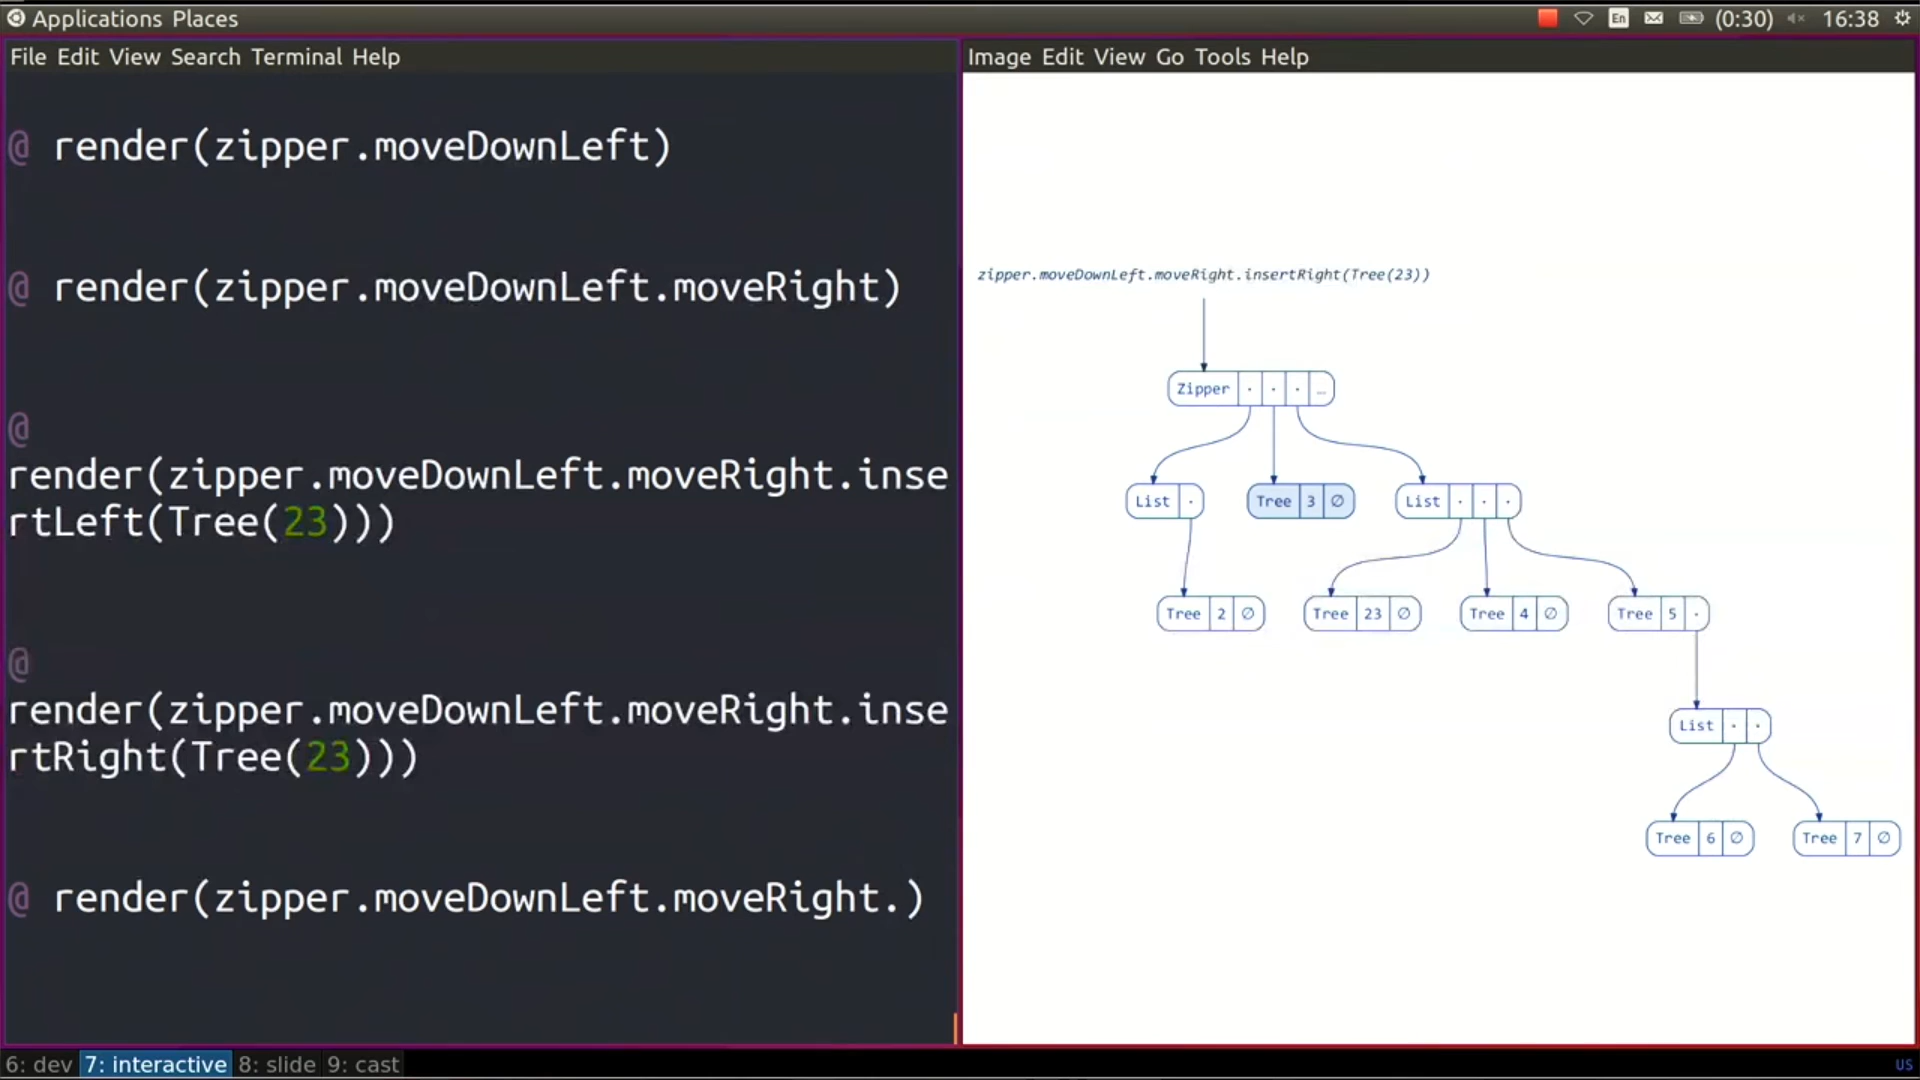 Applications Places
En (0:30) 16:38
File Edit View Search Terminal Help
@ render(zipper.moveDownLeft)
@ render(zipper.moveDownLeft.moveRight)
@
render(zipper.moveDownLeft.moveRight.inse
rtLeft(Tree(23)))
@
render(zipper.moveDownLeft.moveRight.inse
rtRight(Tree(23)))
@ render(zipper.moveDownLeft.moveRight.)
Image Edit View Go Tools Help
zipper.moveDownLeft.moveRight.insertRight(Tree(23))
Zipper · · · …
List ·
Tree 3 ∅
List · · ·
Tree 2 ∅
Tree 23 ∅
Tree 4 ∅
Tree 5 ·
List · ·
Tree 6 ∅
Tree 7 ∅
6: dev 7: interactive 8: slide 9: cast
US